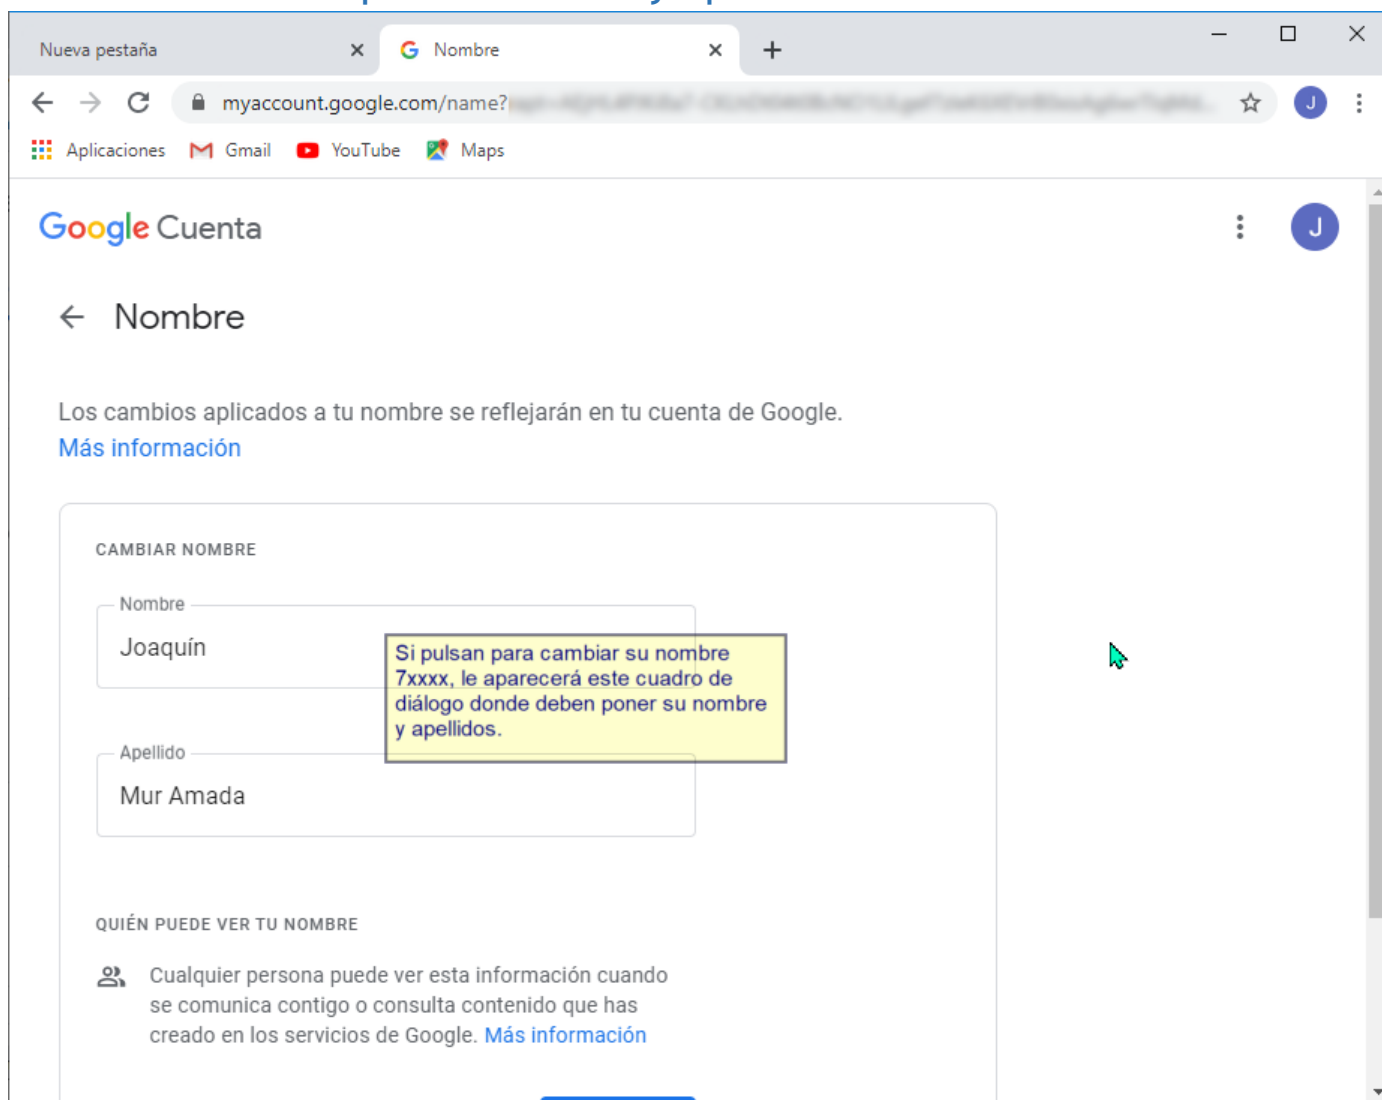 Nueva pestaña
Nombre
myaccount.google.com/name?
J
Aplicaciones
Gmail
YouTube
Maps
Google Cuenta
J
Nombre
Los cambios aplicados a tu nombre se reflejarán en tu cuenta de Google.
Más información
CAMBIAR NOMBRE
Nombre
Joaquín
Si pulsan para cambiar su nombre
7xxxx, le aparecerá este cuadro de
diálogo donde deben poner su nombre
y apellidos.
Apellido
Mur Amada
QUIÉN PUEDE VER TU NOMBRE
Cualquier persona puede ver esta información cuando
se comunica contigo o consulta contenido que has
creado en los servicios de Google. Más información